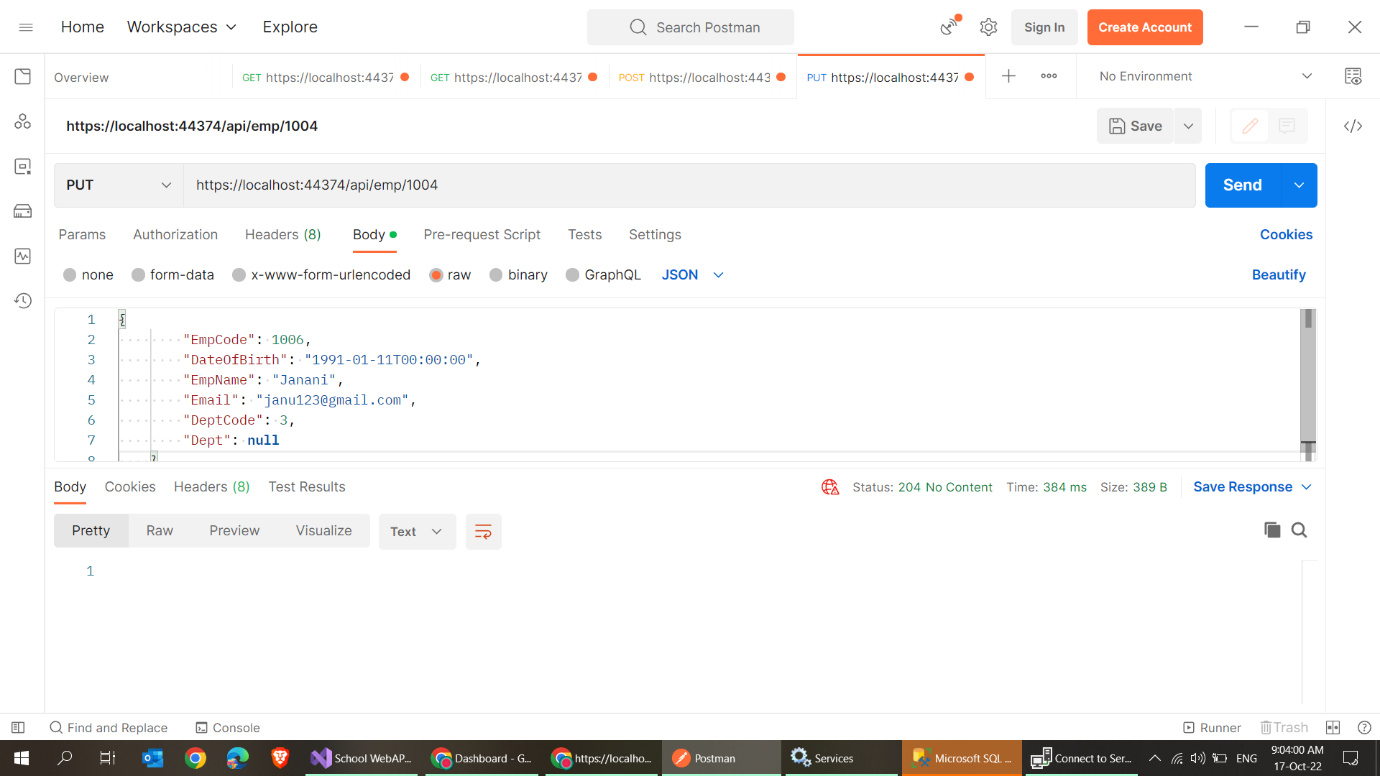 Home Workspaces Explore Search Postman Sign In Create Account
Overview GET https://localhost:4437 GET https://localhost:4437 POST https://localhost:443 PUT https://localhost:4437 No Environment
https://localhost:44374/api/emp/1004 Save
PUT https://localhost:44374/api/emp/1004 Send
Params Authorization Headers (8) Body Pre-request Script Tests Settings Cookies
none form-data x-www-form-urlencoded raw binary GraphQL JSON Beautify
1 {
2 "EmpCode": 1006,
3 "DateOfBirth": "1991-01-11T00:00:00",
4 "EmpName": "Janani",
5 "Email": "janu123@gmail.com",
6 "DeptCode": 3,
7 "Dept": null
8 }
Body Cookies Headers (8) Test Results Status: 204 No Content Time: 384 ms Size: 389 B Save Response
Pretty Raw Preview Visualize Text
1
Find and Replace Console Runner Trash
School WebAP... Dashboard - G... https://localho... Postman Services Microsoft SQL ... Connect to Ser... ENG 9:04:00 AM
17-Oct-22